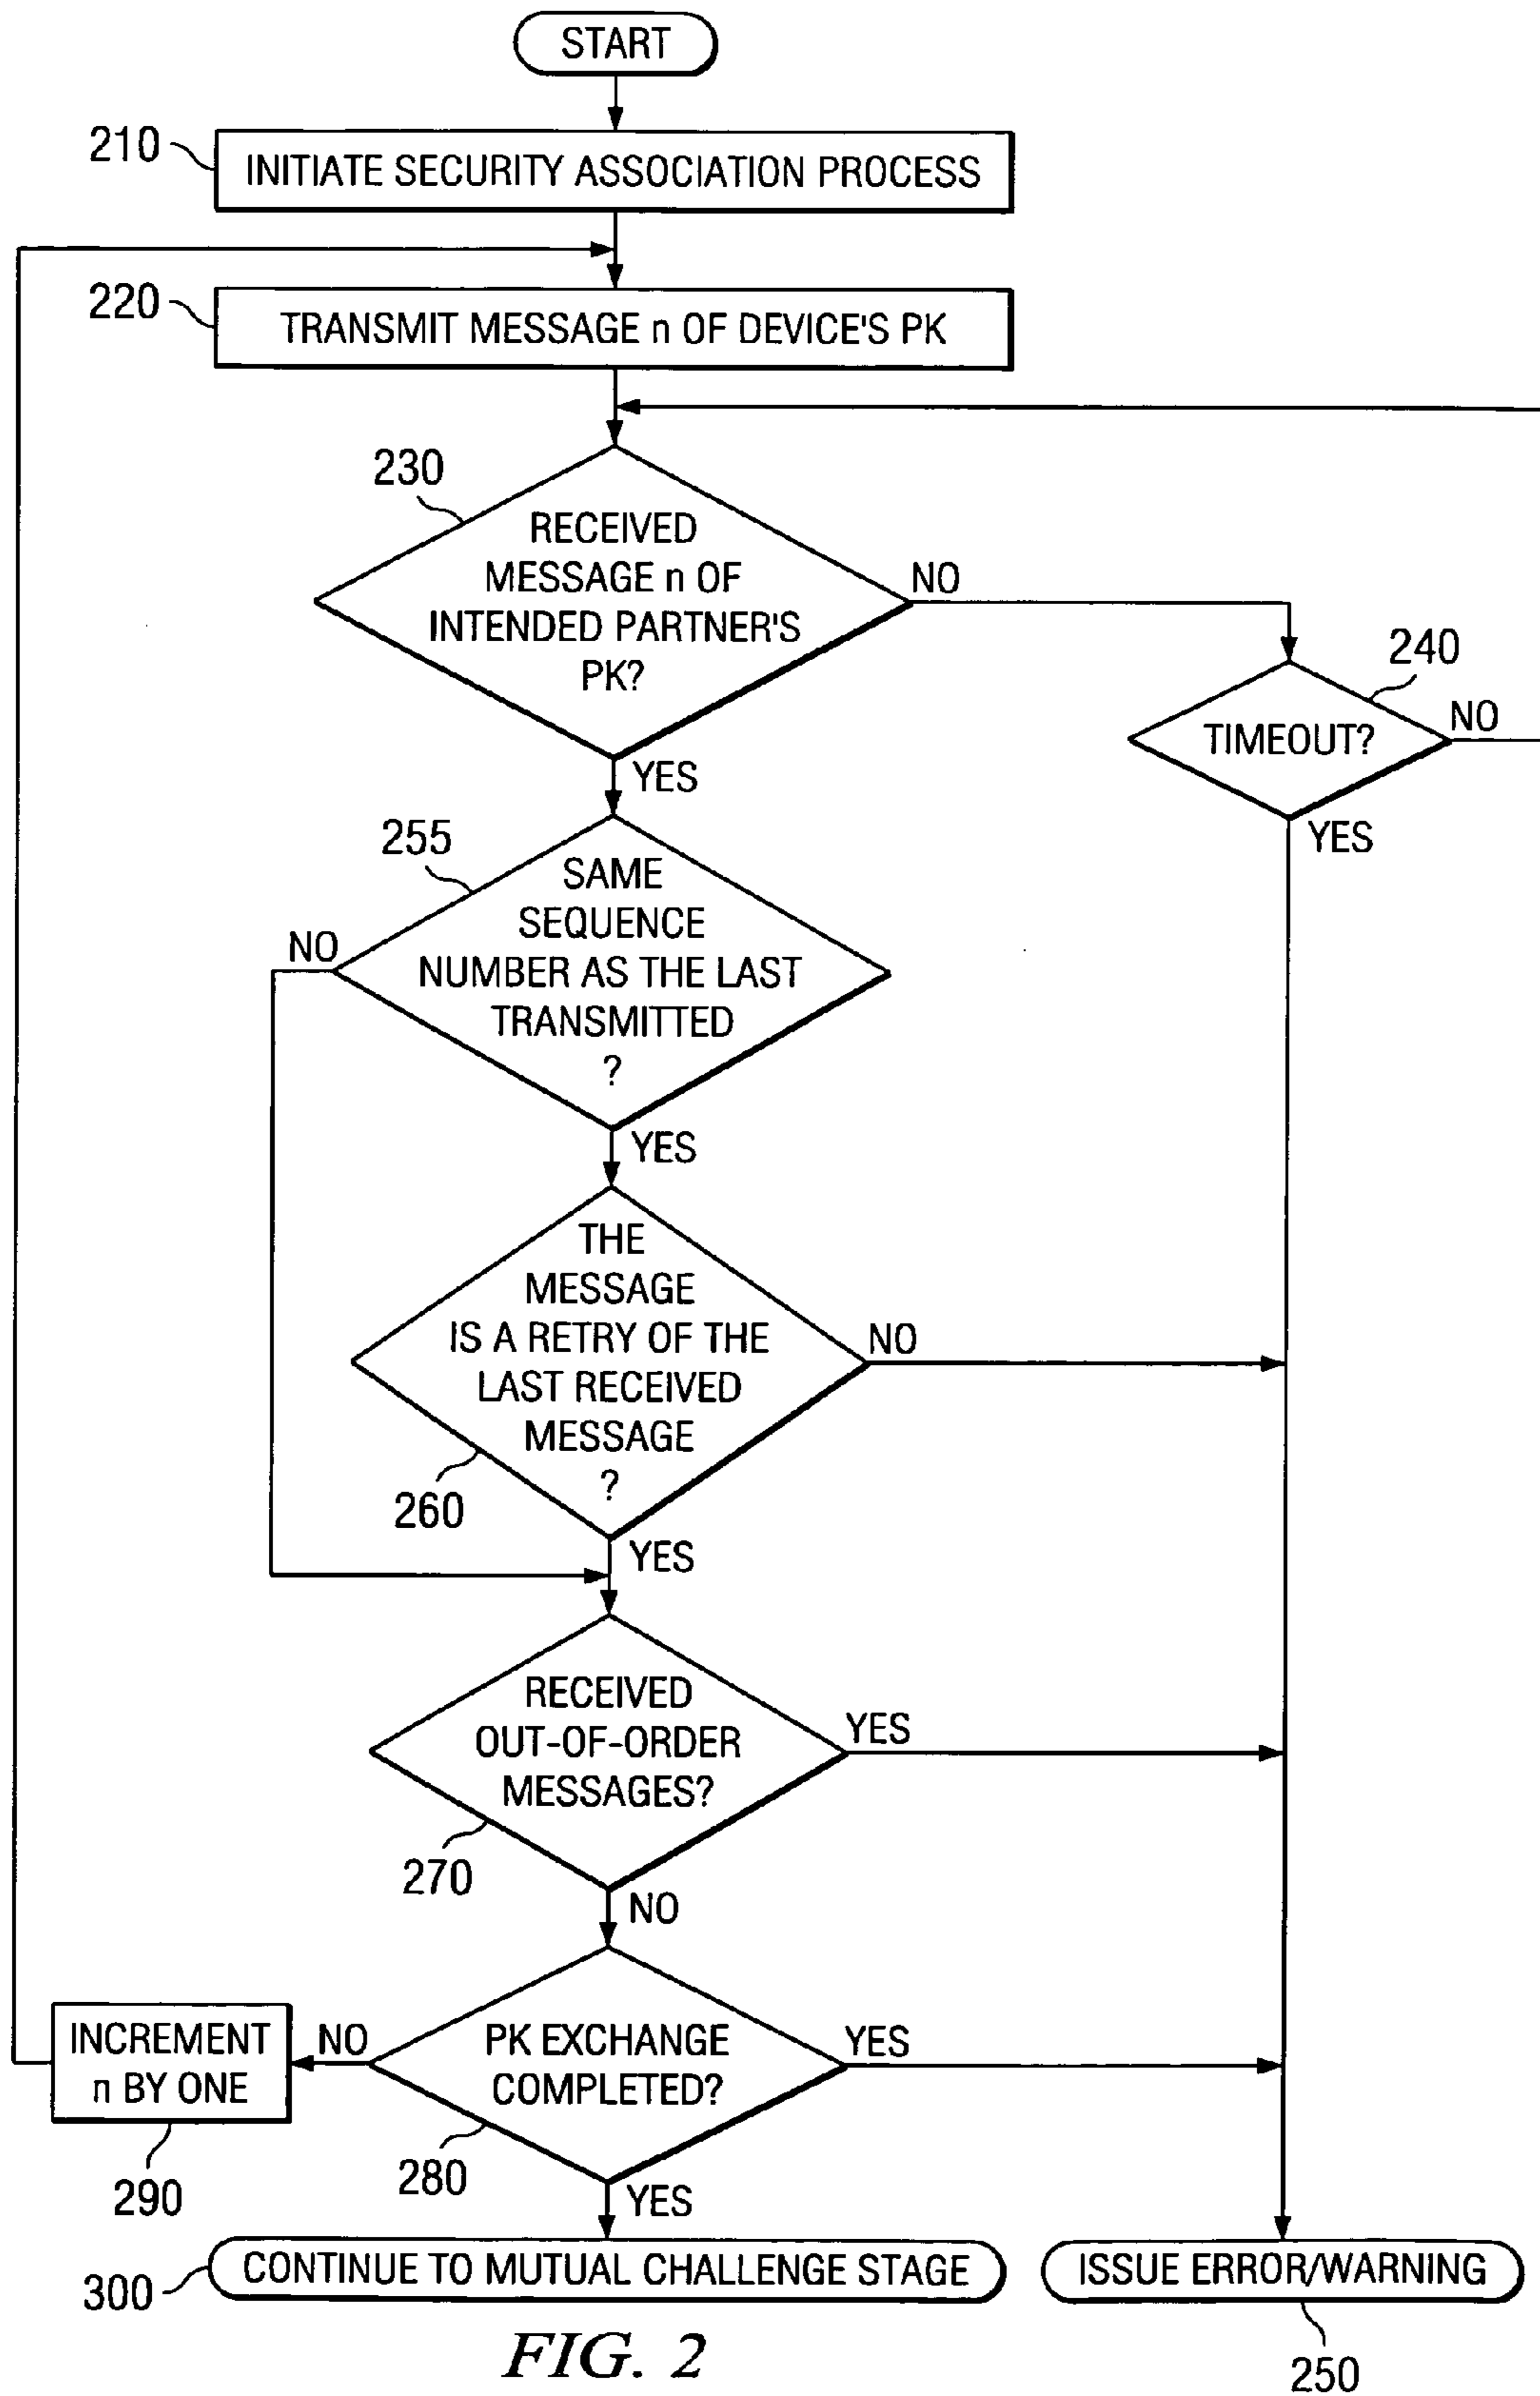 START
210
INITIATE SECURITY ASSOCIATION PROCESS
220
TRANSMIT MESSAGE n OF DEVICE'S PK
230
RECEIVED
MESSAGE n OF
INTENDED PARTNER'S
PK?
NO
YES
240
TIMEOUT?
NO
YES
255
SAME
SEQUENCE
NUMBER AS THE LAST
TRANSMITTED
?
NO
YES
THE
MESSAGE
IS A RETRY OF THE
LAST RECEIVED
MESSAGE
?
NO
260
YES
RECEIVED
OUT-OF-ORDER
MESSAGES?
YES
270
NO
PK EXCHANGE
COMPLETED?
YES
NO
INCREMENT
n BY ONE
290
280
YES
300
CONTINUE TO MUTUAL CHALLENGE STAGE
ISSUE ERROR/WARNING
250
FIG. 2